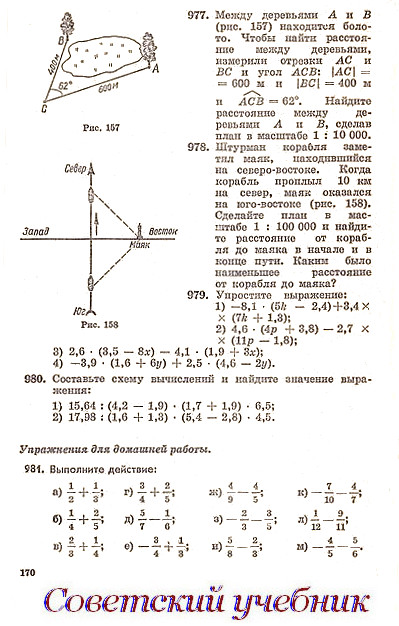 977. Между деревьями A и B
(рис. 157) находится боло-
то. Чтобы найти расстоя-
ние между деревьями,
измерили отрезки AC и
BC и угол ACB: |AC| =
= 600 м и |BC| = 400 м
и ACB = 62°. Найдите
расстояние между де-
ревьями A и B, сделав
план в масштабе 1 : 10 000.
B
400м
A
62°
600м
C
Рис. 157
978. Штурман корабля заме-
тил маяк, находившийся
на северо-востоке. Когда
корабль проплыл 10 км
на север, маяк оказался
на юго-востоке (рис. 158).
Сделайте план в мас-
штабе 1 : 100 000 и найди-
те расстояние от кораб-
ля до маяка в начале и в
конце пути. Каким было
наименьшее расстояние
от корабля до маяка?
Север
Запад Восток
Маяк
Юг
Рис. 158
979. Упростите выражение:
1) −8,1 · (5k − 2,4)+3,4 ×
× (7k + 1,3);
2) 4,6 · (4p + 3,8) − 2,7 ×
× (11p − 1,8);
3) 2,6 · (3,5 − 8x) − 4,1 · (1,9 + 3x);
4) −3,9 · (1,6 + 6y) + 2,5 · (4,6 − 2y).
980. Составьте схему вычислений и найдите значение выра-
жения:
1) 15,64 : (4,2 − 1,9) · (1,7 + 1,9) · 6,5;
2) 17,98 : (1,6 + 1,3) · (5,4 − 2,8) · 4,5.
Упражнения для домашней работы.
981. Выполните действие:
а) 1/2 + 1/3; г) 3/4 + 2/3; ж) 4/9 − 4/5; к) −7/10 − 4/7;
б) 1/4 + 2/5; д) 5/7 − 1/6; з) −2/3 − 3/5; л) 1/12 − 9/11;
в) 2/3 + 1/4; е) −3/4 + 1/3; и) 5/8 − 2/3; м) −4/5 − 5/6.
170
Советский учебник